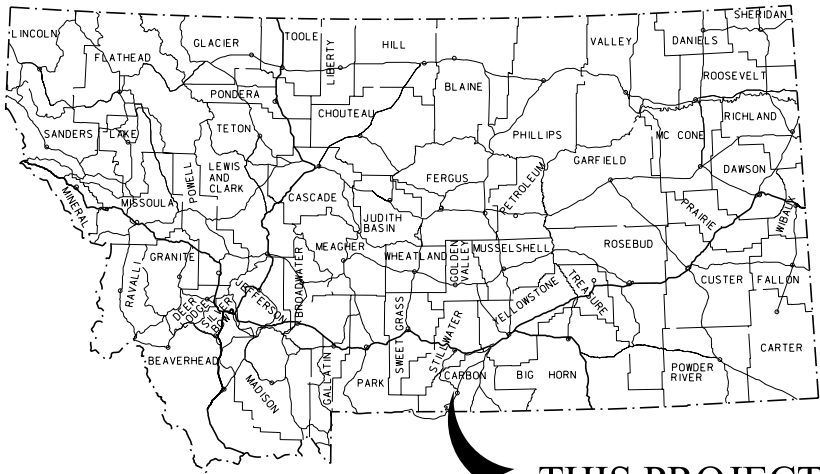 LINCOLN
FLATHEAD
GLACIER
TOOLE
LIBERTY
HILL
BLAINE
VALLEY
DANIELS
SHERIDAN
ROOSEVELT
PONDERA
CHOUTEAU
PHILLIPS
RICHLAND
MC CONE
SANDERS
LAKE
TETON
LEWIS
AND
CLARK
POWELL
CASCADE
FERGUS
PETROLEUM
GARFIELD
DAWSON
MINERAL
MISSOULA
JUDITH
BASIN
PRAIRIE
WIBAUX
RAVALLI
GRANITE
MEAGHER
WHEATLAND
GOLDEN
VALLEY
MUSSELSHELL
ROSEBUD
BROADWATER
JEFFERSON
DEER
LODGE
SILVER
BOW
CUSTER
FALLON
TREASURE
YELLOWSTONE
SWEET GRASS
STILLWATER
BEAVERHEAD
MADISON
GALLATIN
PARK
CARBON
BIG HORN
POWDER
RIVER
CARTER
THIS PROJECT